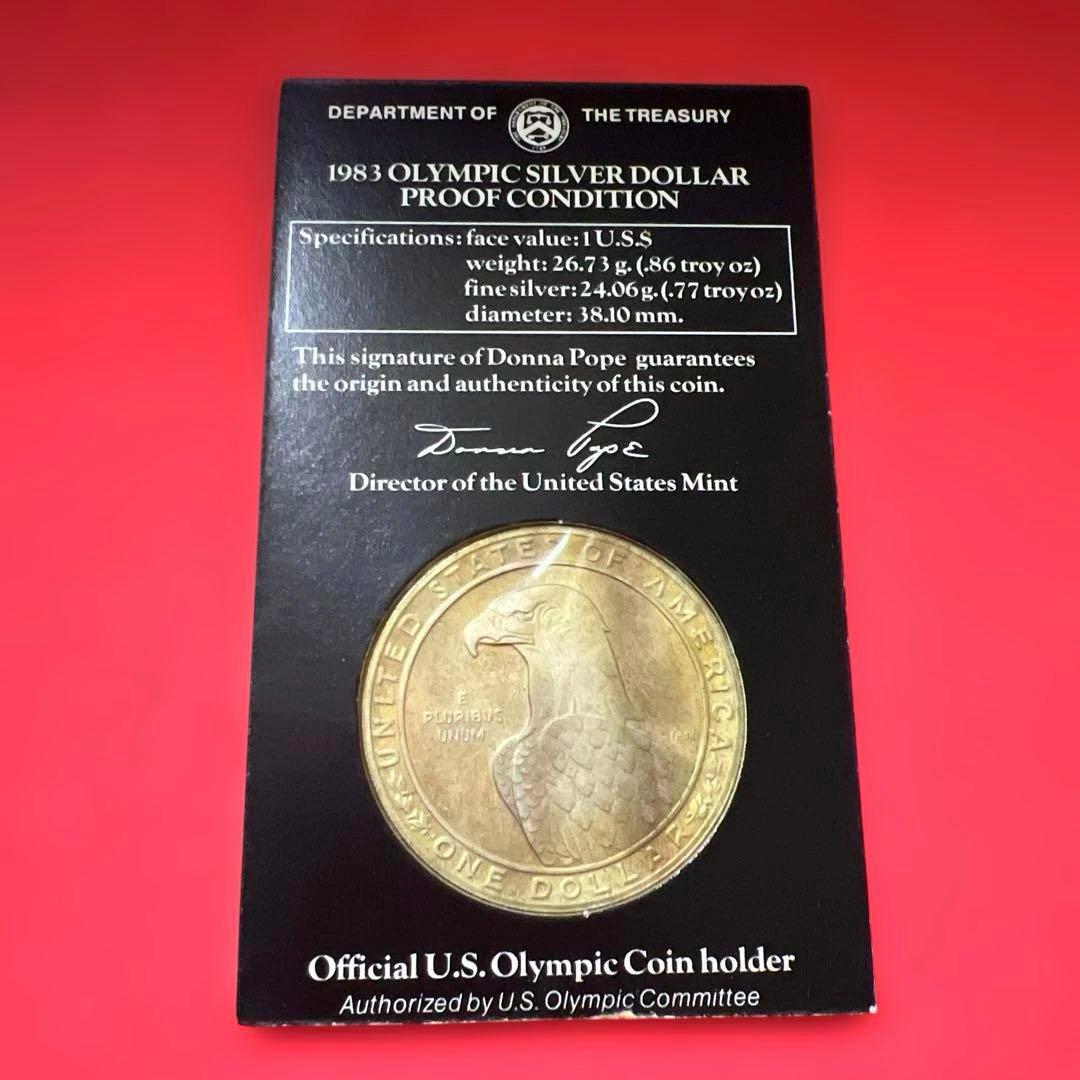 DEPARTMENT OF THE TREASURY
1983 OLYMPIC SILVER DOLLAR
PROOF CONDITION
Specifications: face value: 1 U.S.$
weight: 26.73 g. (.86 troy oz)
fine silver: 24.06 g. (.77 troy oz)
diameter: 38.10 mm.
This signature of Donna Pope guarantees
the origin and authenticity of this coin.
Donna Pope
Director of the United States Mint
UNITED STATES OF AMERICA
E
PLURIBUS
UNUM
ONE DOLLAR
Official U.S. Olympic Coin holder
Authorized by U.S. Olympic Committee